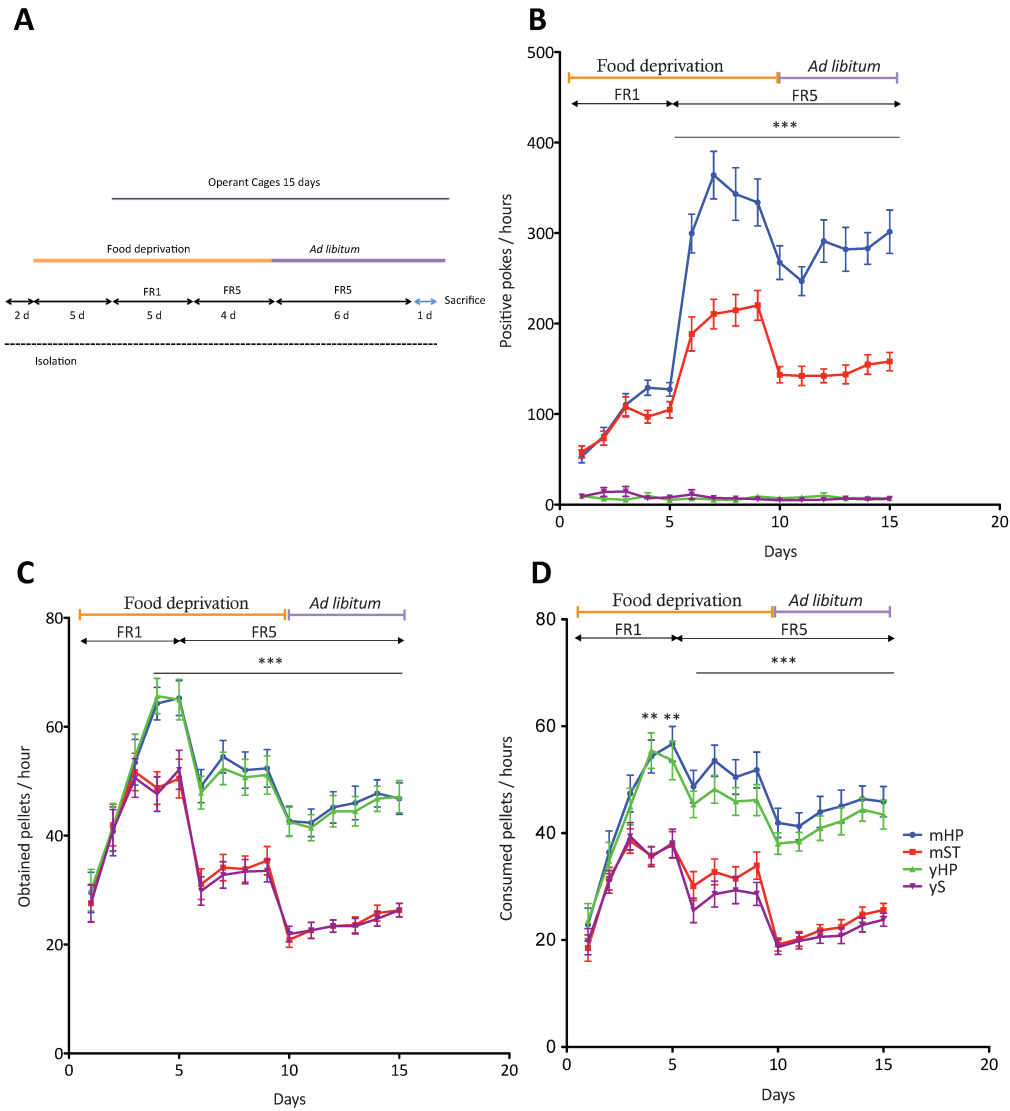 A
Operant Cages 15 days
Food deprivation
Ad libitum
FR1
FR5
FR5
Sacrifice
2 d
5 d
5 d
4 d
6 d
1 d
Isolation
B
Food deprivation
Ad libitum
FR1
FR5
***
500
400
300
200
100
0
Positive pokes / hours
0
5
10
15
20
Days
C
Food deprivation
Ad libitum
FR1
FR5
***
80
60
40
20
0
Obtained pellets / hour
0
5
10
15
20
Days
D
Food deprivation
Ad libitum
FR1
FR5
***
** **
80
60
40
20
0
Consumed pellets / hours
0
5
10
15
20
Days
mHP
mST
yHP
yS